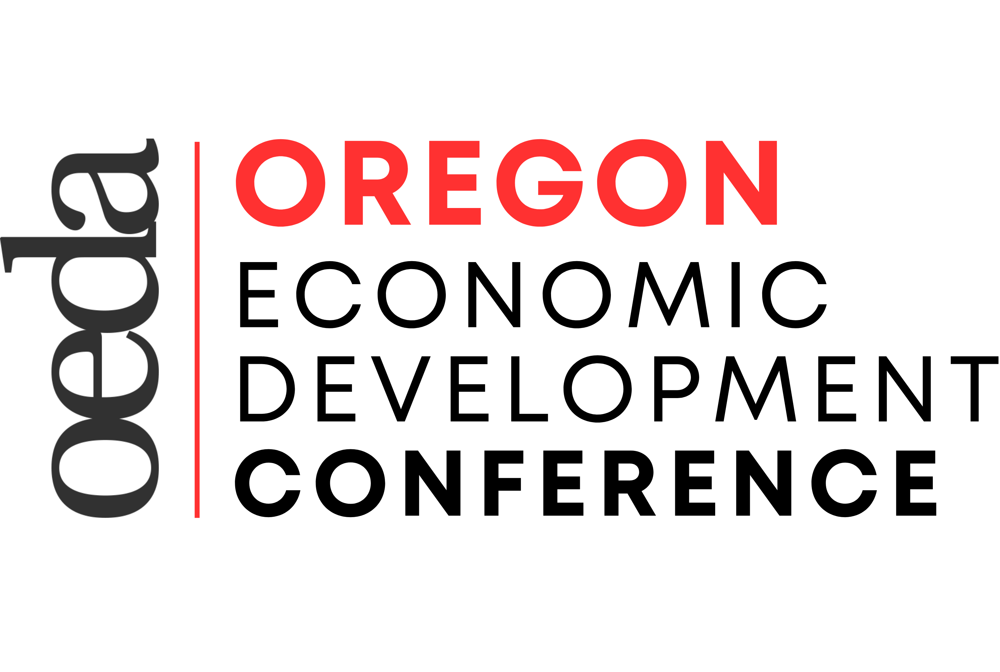 oeda
OREGON
ECONOMIC
DEVELOPMENT
CONFERENCE